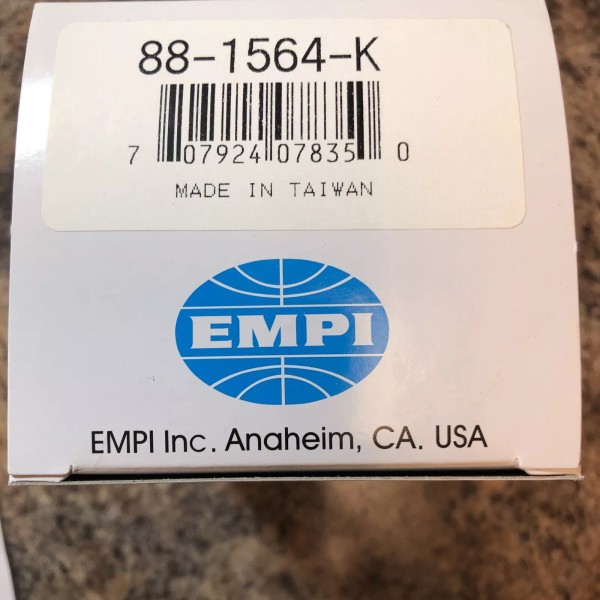 88-1564-K
7 07924 07835 0
MADE IN TAIWAN
EMPI
EMPI Inc. Anaheim, CA. USA